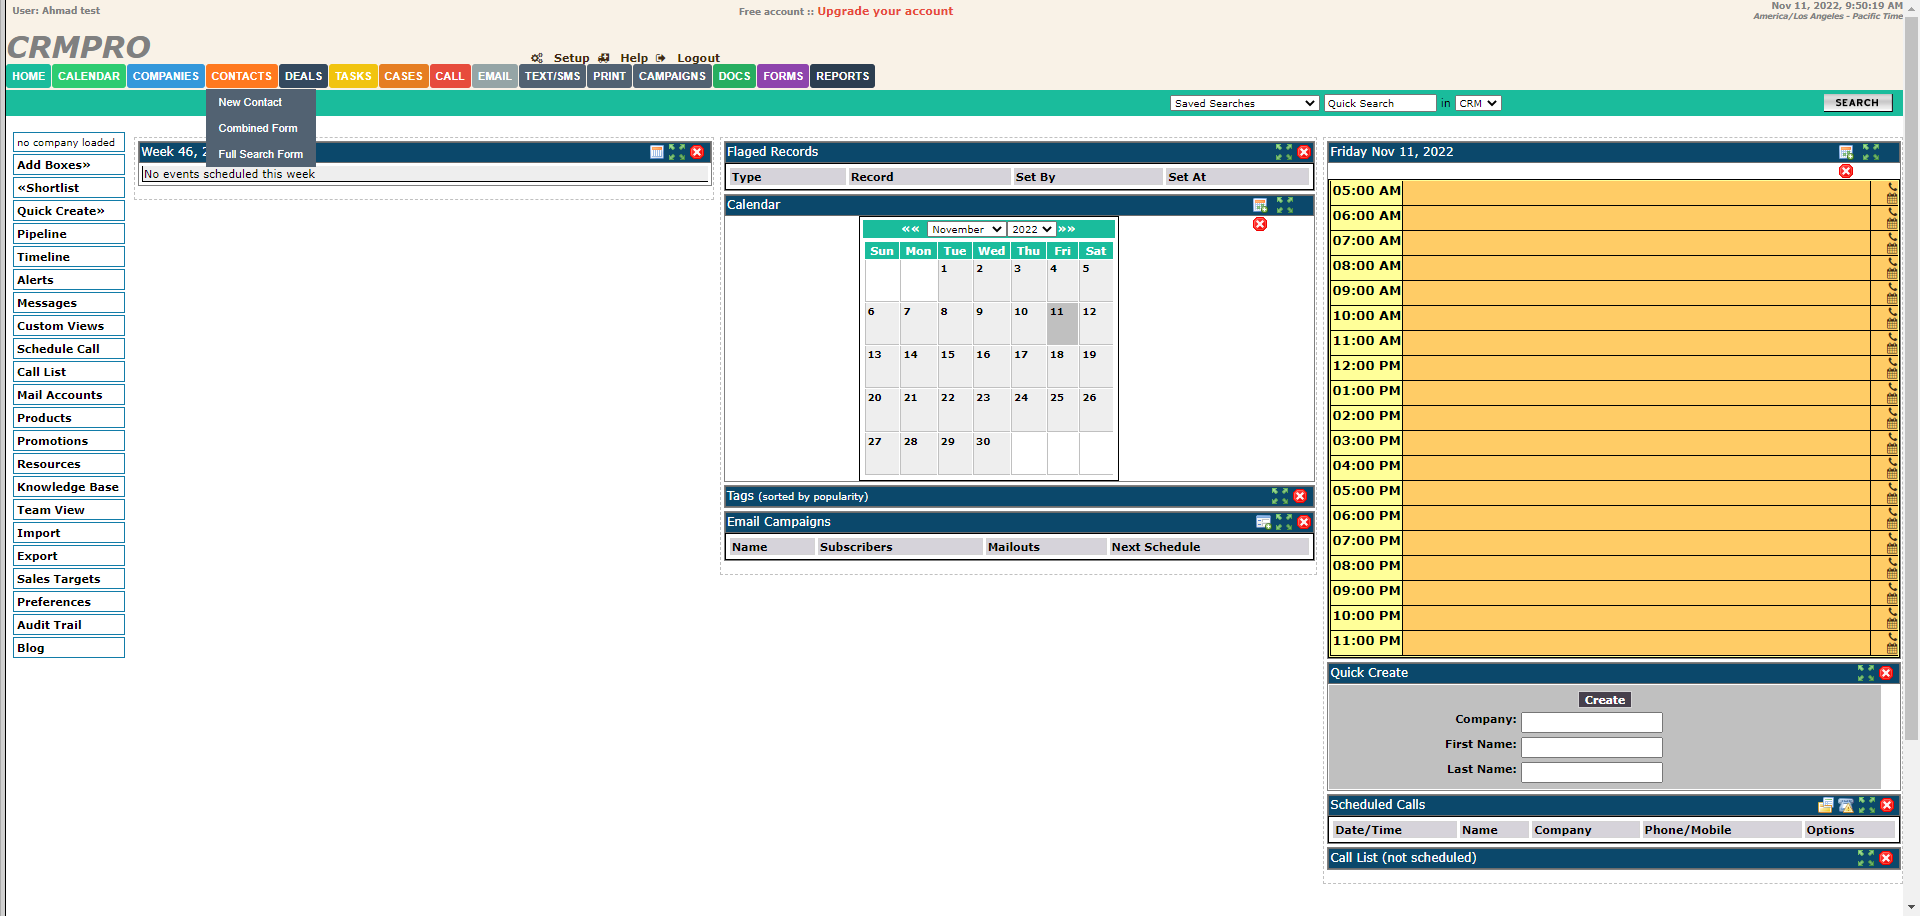 User: Ahmad test
Free account :: Upgrade your account
Nov 11, 2022, 9:50:19 AM
America/Los Angeles - Pacific Time
CRMPRO
Setup Help Logout
HOME CALENDAR COMPANIES CONTACTS DEALS TASKS CASES CALL EMAIL TEXT/SMS PRINT CAMPAIGNS DOCS FORMS REPORTS
New Contact
Combined Form
Full Search Form
Saved Searches Quick Search in CRM SEARCH
no company loaded
Add Boxes»
«Shortlist
Quick Create»
Pipeline
Timeline
Alerts
Messages
Custom Views
Schedule Call
Call List
Mail Accounts
Products
Promotions
Resources
Knowledge Base
Team View
Import
Export
Sales Targets
Preferences
Audit Trail
Blog
Week 46, 2
No events scheduled this week
Flaged Records
Type Record Set By Set At
Calendar
«« November 2022 »»
Sun Mon Tue Wed Thu Fri Sat
1 2 3 4 5
6 7 8 9 10 11 12
13 14 15 16 17 18 19
20 21 22 23 24 25 26
27 28 29 30
Tags (sorted by popularity)
Email Campaigns
Name Subscribers Mailouts Next Schedule
Friday Nov 11, 2022
05:00 AM
06:00 AM
07:00 AM
08:00 AM
09:00 AM
10:00 AM
11:00 AM
12:00 PM
01:00 PM
02:00 PM
03:00 PM
04:00 PM
05:00 PM
06:00 PM
07:00 PM
08:00 PM
09:00 PM
10:00 PM
11:00 PM
Quick Create
Create
Company:
First Name:
Last Name:
Scheduled Calls
Date/Time Name Company Phone/Mobile Options
Call List (not scheduled)